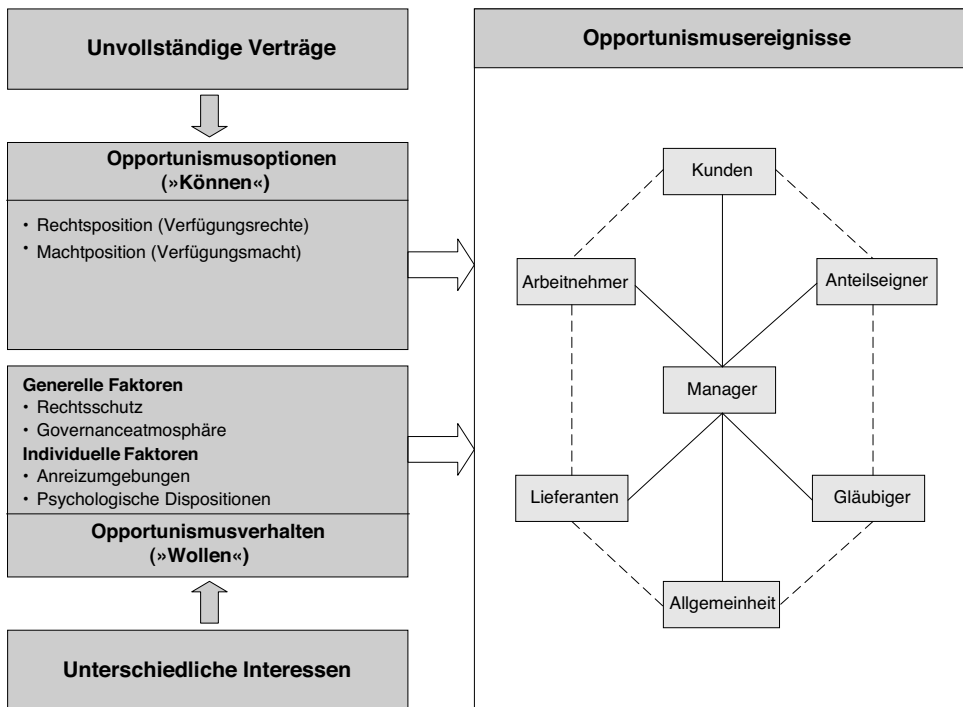 Unvollständige Verträge
Opportunismusoptionen
(»Können«)
• Rechtsposition (Verfügungsrechte)
• Machtposition (Verfügungsmacht)
Generelle Faktoren
• Rechtsschutz
• Governanceatmosphäre
Individuelle Faktoren
• Anreizumgebungen
• Psychologische Dispositionen
Opportunismusverhalten
(»Wollen«)
Unterschiedliche Interessen
Opportunismusereignisse
Kunden
Arbeitnehmer
Anteilseigner
Manager
Lieferanten
Gläubiger
Allgemeinheit